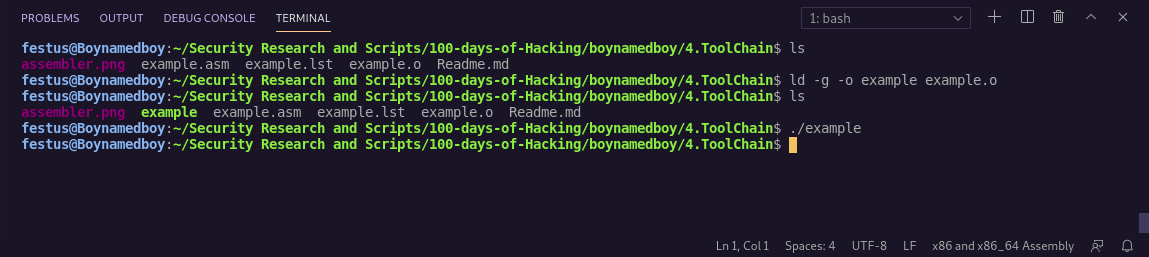 PROBLEMS OUTPUT DEBUG CONSOLE TERMINAL 1: bash
festus@Boynamedboy:~/Security Research and Scripts/100-days-of-Hacking/boynamedboy/4.ToolChain$ ls
assembler.png example.asm example.lst example.o Readme.md
festus@Boynamedboy:~/Security Research and Scripts/100-days-of-Hacking/boynamedboy/4.ToolChain$ ld -g -o example example.o
festus@Boynamedboy:~/Security Research and Scripts/100-days-of-Hacking/boynamedboy/4.ToolChain$ ls
assembler.png example example.asm example.lst example.o Readme.md
festus@Boynamedboy:~/Security Research and Scripts/100-days-of-Hacking/boynamedboy/4.ToolChain$ ./example
festus@Boynamedboy:~/Security Research and Scripts/100-days-of-Hacking/boynamedboy/4.ToolChain$
Ln 1, Col 1 Spaces: 4 UTF-8 LF x86 and x86_64 Assembly